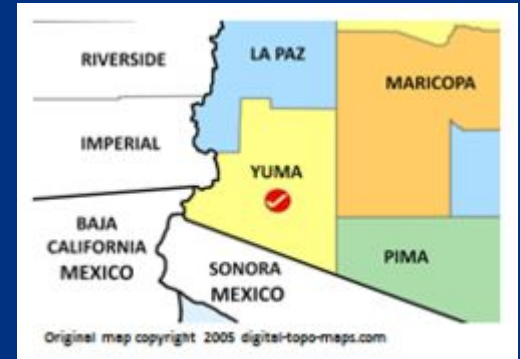 RIVERSIDE
LA PAZ
MARICOPA
IMPERIAL
YUMA
BAJA
CALIFORNIA
MEXICO
SONORA
MEXICO
PIMA
Original map copyright 2005 digital-topo-maps.com